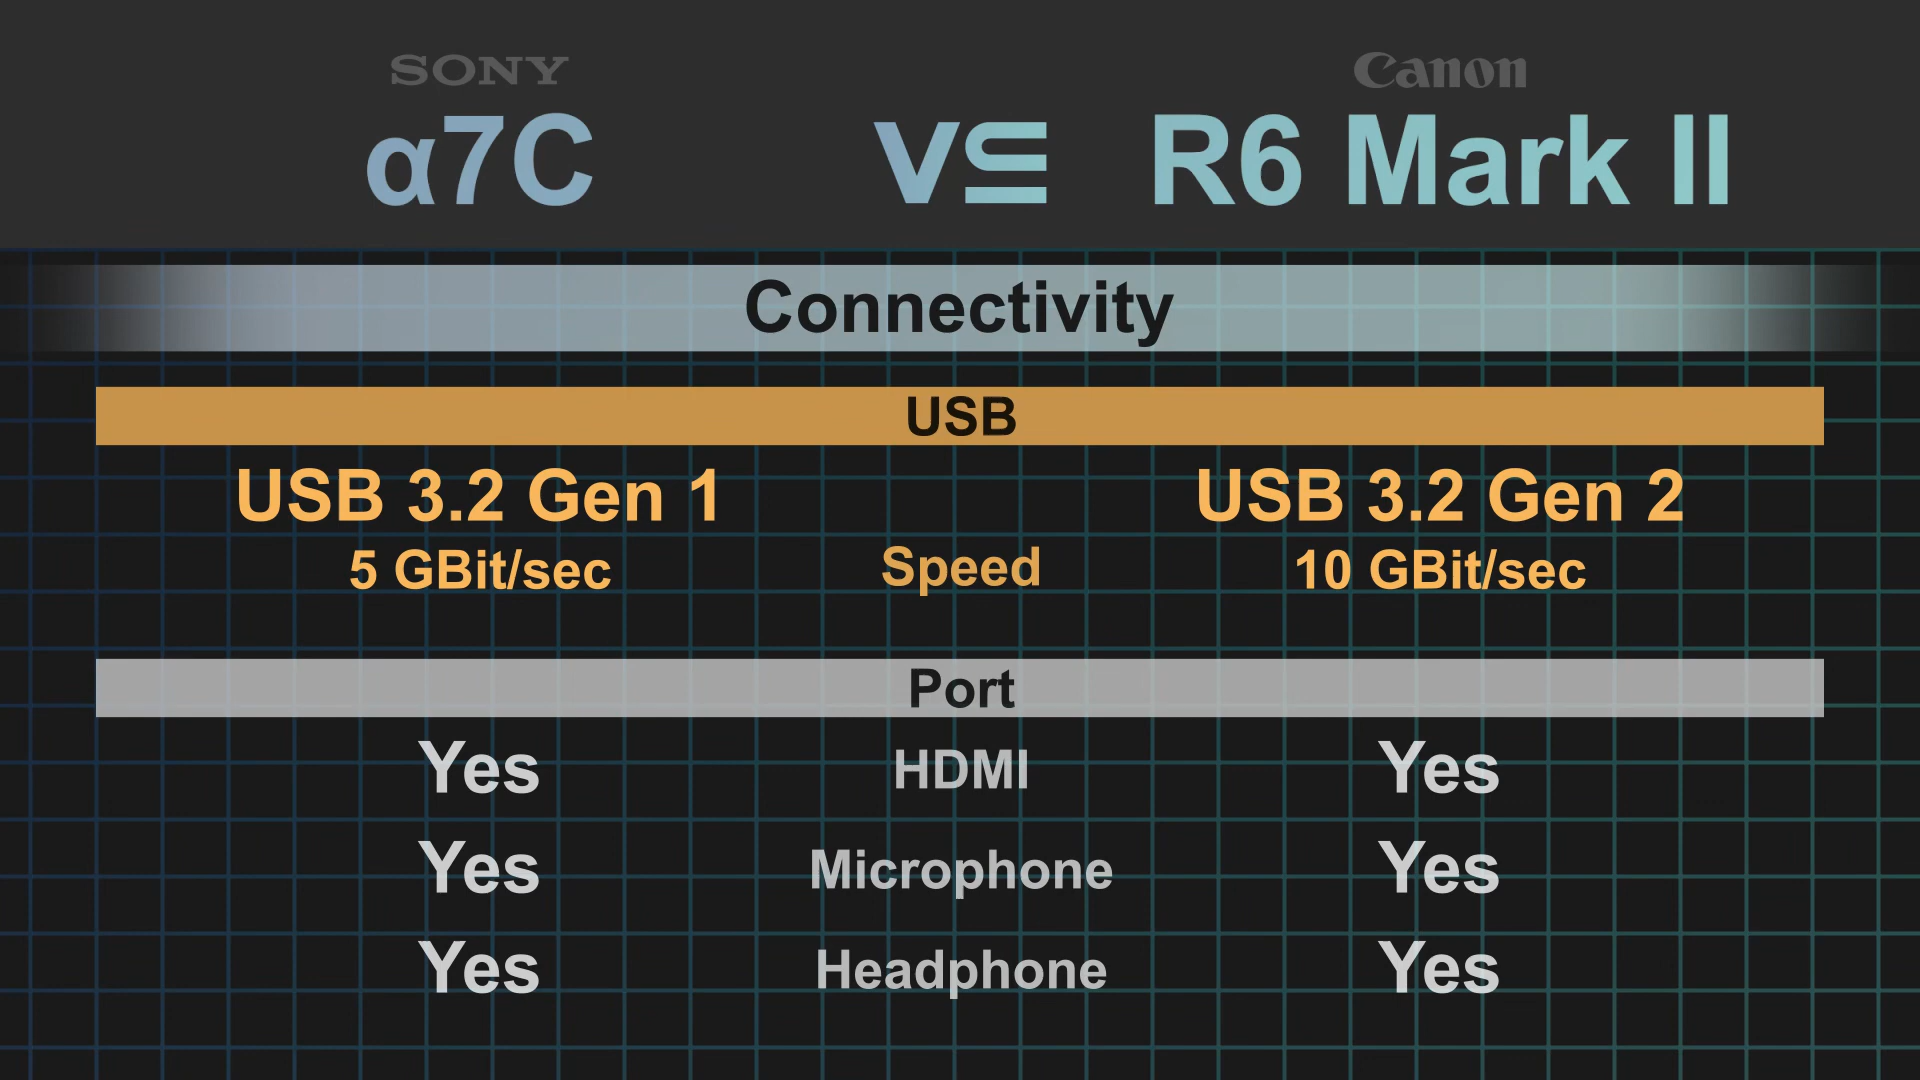 SONY Canon
α7C VS R6 Mark II
Connectivity
USB
USB 3.2 Gen 1 USB 3.2 Gen 2
5 GBit/sec Speed 10 GBit/sec
Port
Yes HDMI Yes
Yes Microphone Yes
Yes Headphone Yes